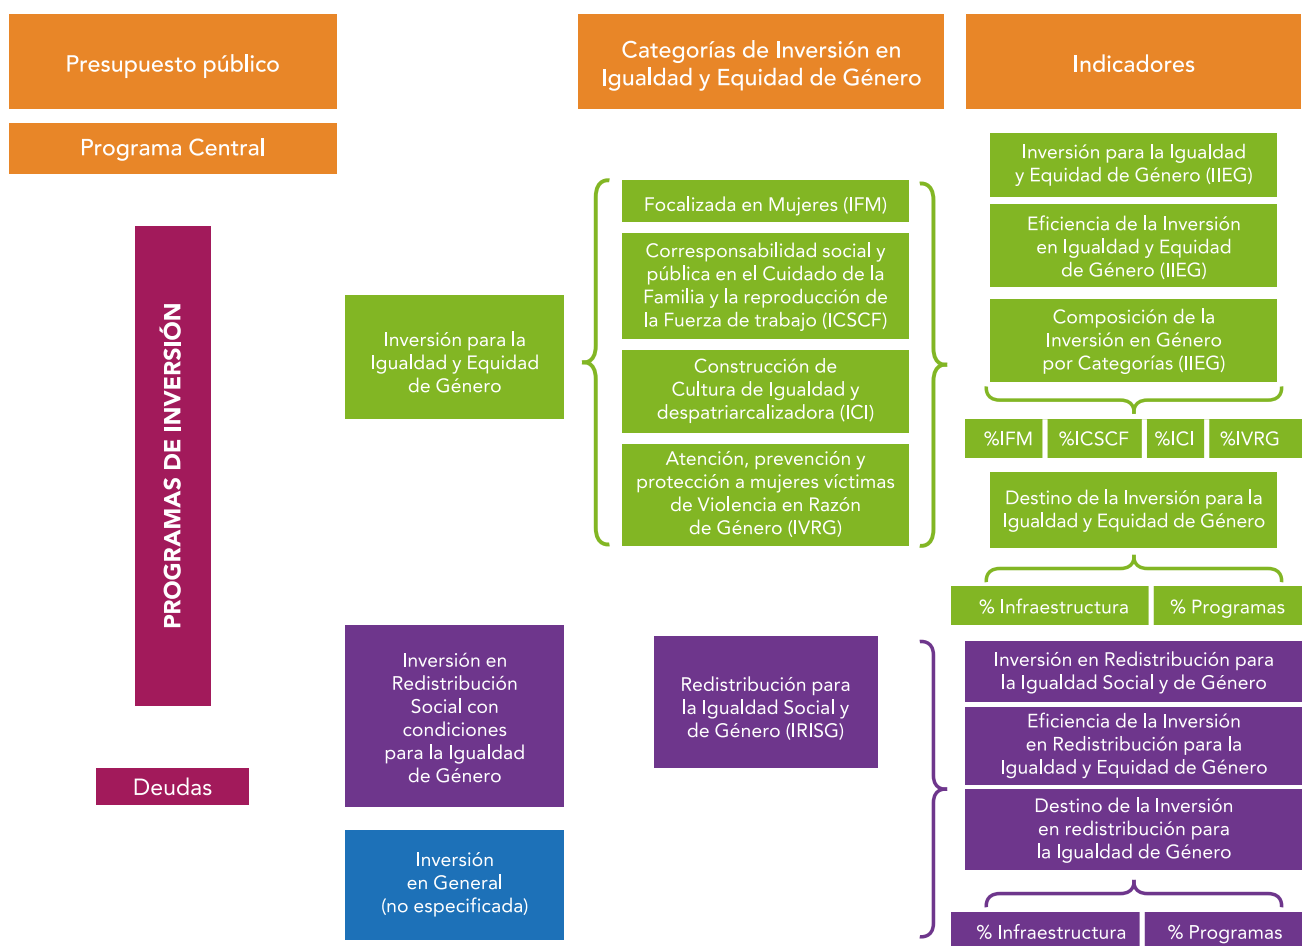 Presupuesto público
Categorías de Inversión en
Igualdad y Equidad de Género
Indicadores
Programa Central
PROGRAMAS DE INVERSIÓN
Deudas
Inversión para la
Igualdad y Equidad
de Género
Focalizada en Mujeres (IFM)
Corresponsabilidad social y
pública en el Cuidado de la
Familia y la reproducción de
la Fuerza de trabajo (ICSCF)
Construcción de
Cultura de Igualdad y
despatriarcalizadora (ICI)
Atención, prevención y
protección a mujeres víctimas
de Violencia en Razón
de Género (IVRG)
Inversión para la Igualdad
y Equidad de Género (IIEG)
Eficiencia de la Inversión
en Igualdad y Equidad
de Género (IIEG)
Composición de la
Inversión en Género
por Categorías (IIEG)
%IFM
%ICSCF
%ICI
%IVRG
Destino de la Inversión para la
Igualdad y Equidad de Género
% Infraestructura
% Programas
Inversión en
Redistribución
Social con
condiciones
para la Igualdad
de Género
Redistribución para
la Igualdad Social y
de Género (IRISG)
Inversión en Redistribución para
la Igualdad Social y de Género
Eficiencia de la Inversión
en Redistribución para la
Igualdad y Equidad de Género
Destino de la Inversión
en redistribución para
la Igualdad de Género
% Infraestructura
% Programas
Inversión
en General
(no especificada)